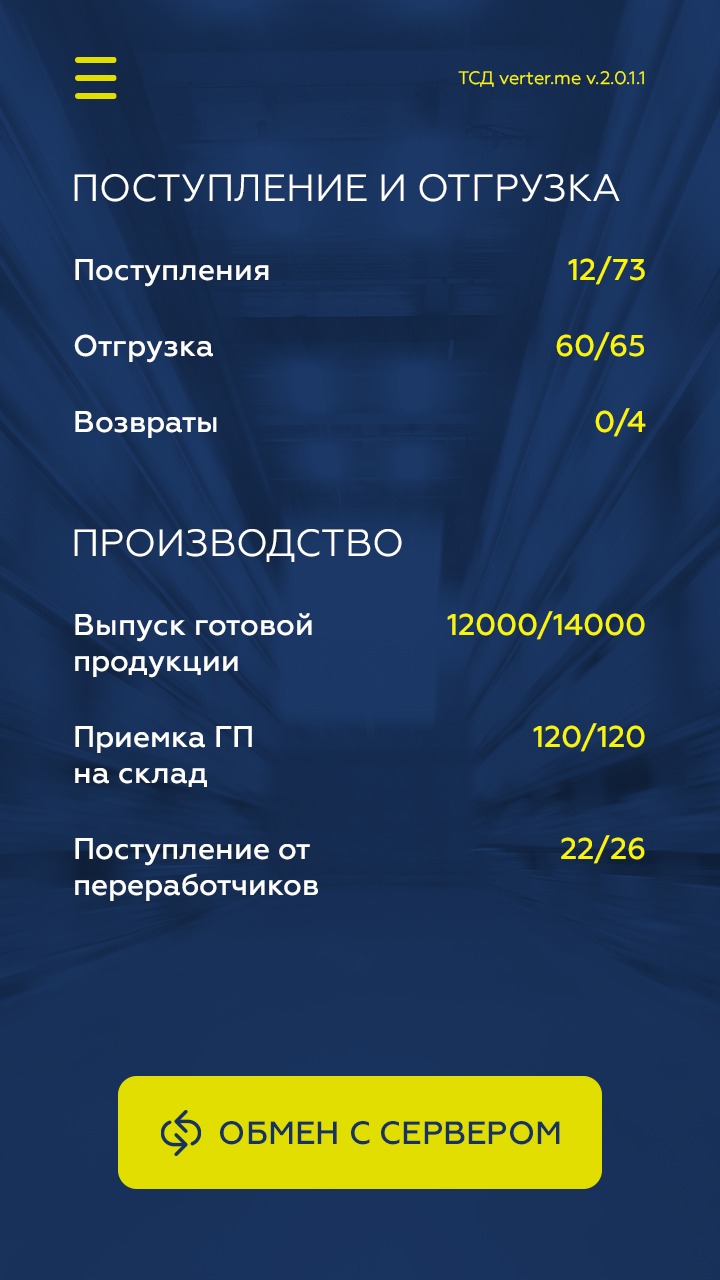 ТСД verter.me v.2.0.1.1
ПОСТУПЛЕНИЕ И ОТГРУЗКА
Поступления 12/73
Отгрузка 60/65
Возвраты 0/4
ПРОИЗВОДСТВО
Выпуск готовой 12000/14000
продукции
Приемка ГП 120/120
на склад
Поступление от 22/26
переработчиков
ОБМЕН С СЕРВЕРОМ